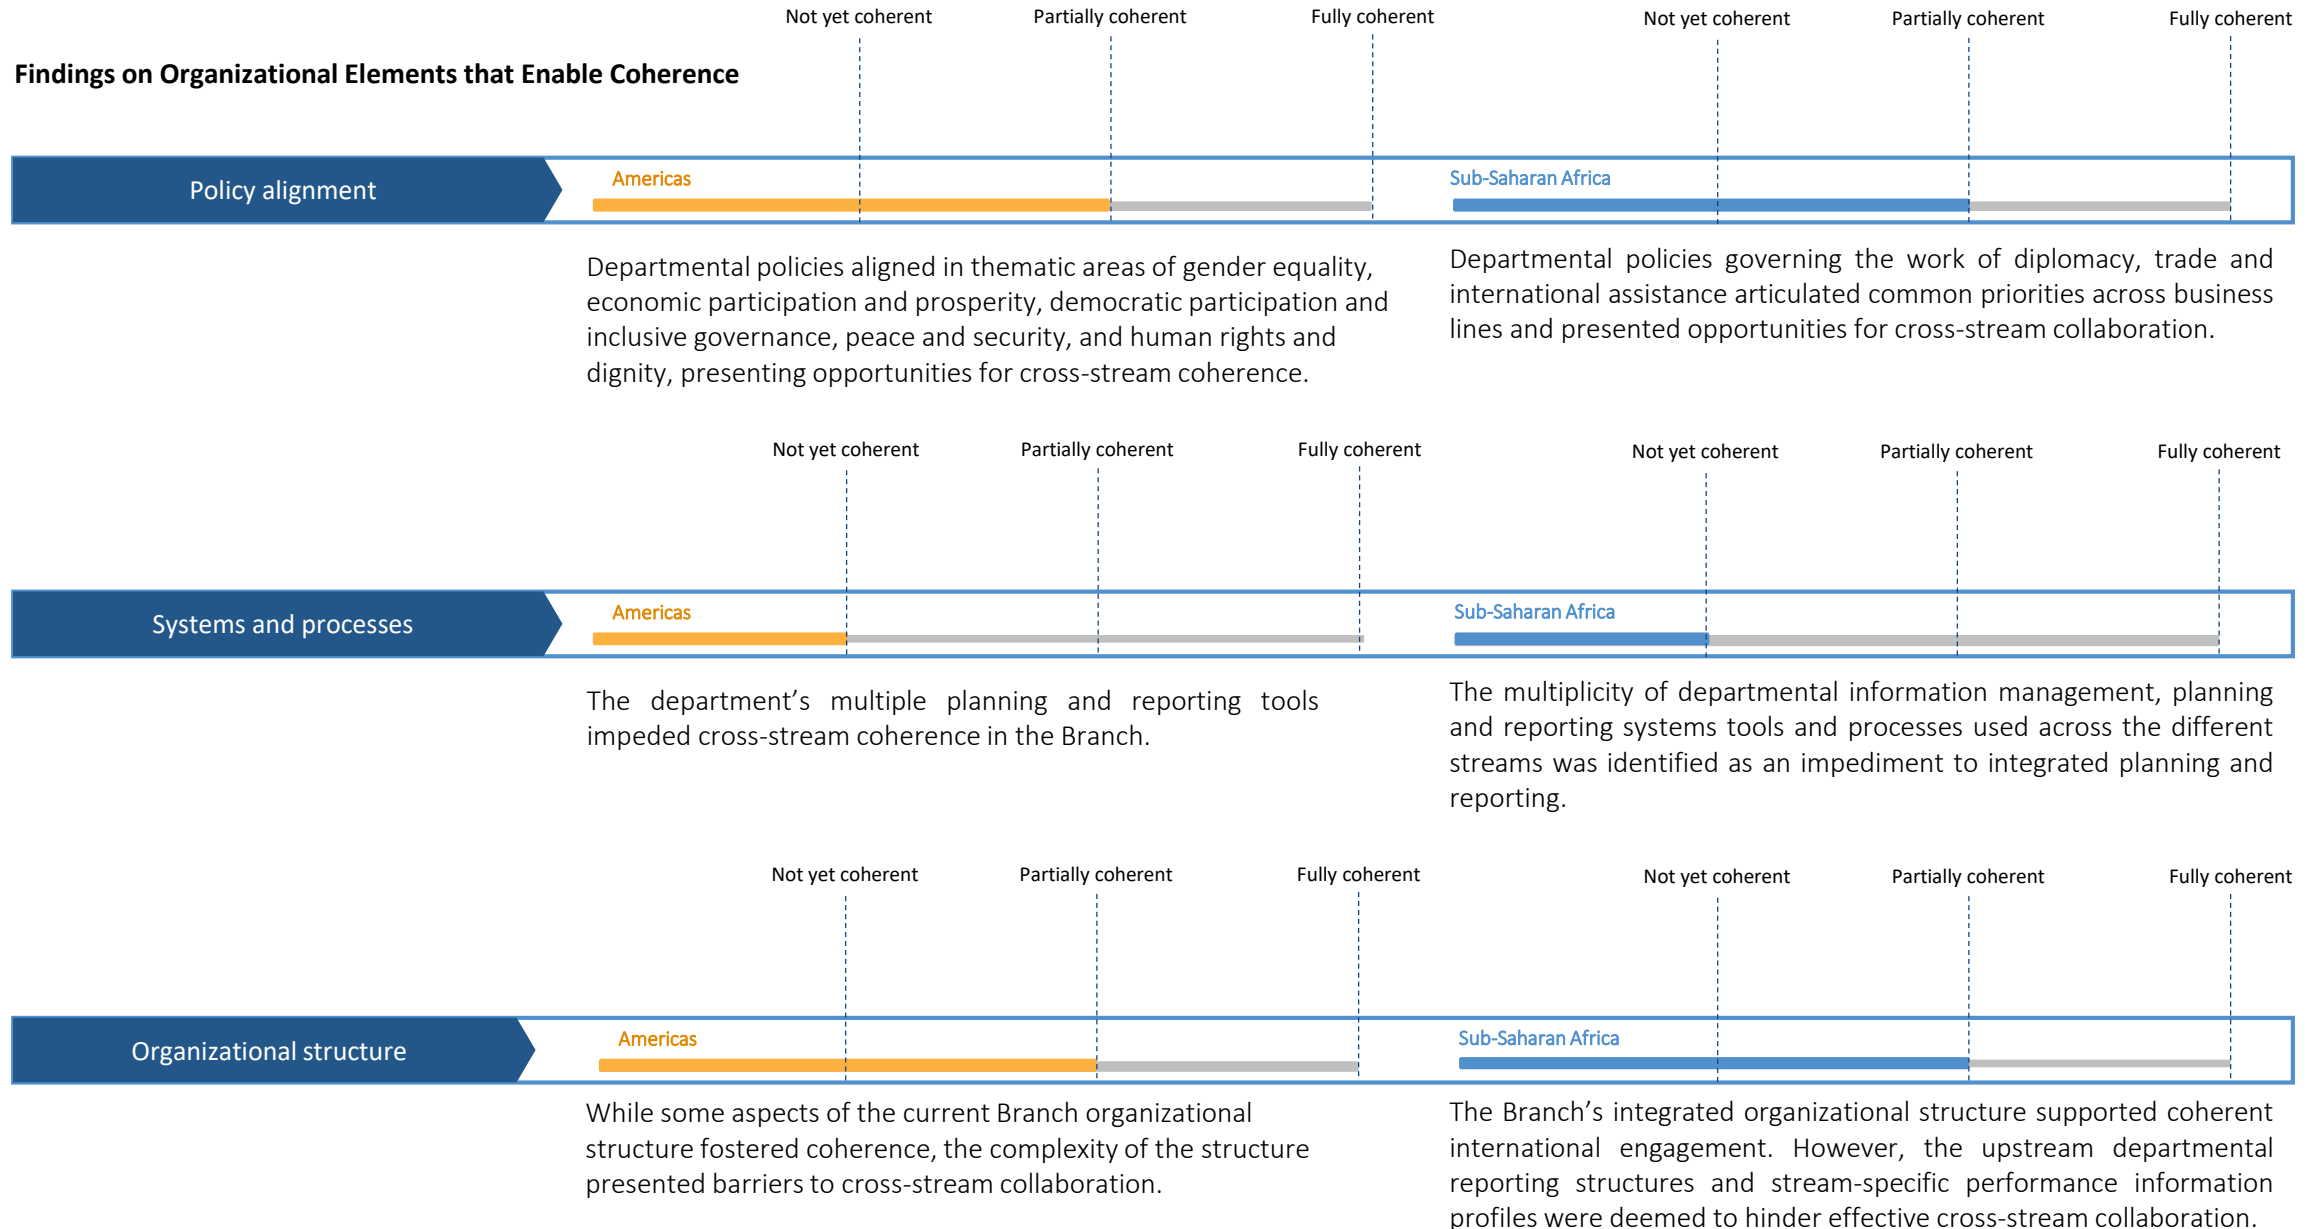 Not yet coherent Partially coherent Fully coherent Not yet coherent Partially coherent Fully coherent
Findings on Organizational Elements that Enable Coherence
Policy alignment
Americas
Departmental policies aligned in thematic areas of gender equality,
economic participation and prosperity, democratic participation and
inclusive governance, peace and security, and human rights and
dignity, presenting opportunities for cross-stream coherence.
Sub-Saharan Africa
Departmental policies governing the work of diplomacy, trade and
international assistance articulated common priorities across business
lines and presented opportunities for cross-stream collaboration.
Not yet coherent Partially coherent Fully coherent Not yet coherent Partially coherent Fully coherent
Systems and processes
Americas
The department’s multiple planning and reporting tools
impeded cross-stream coherence in the Branch.
Sub-Saharan Africa
The multiplicity of departmental information management, planning
and reporting systems tools and processes used across the different
streams was identified as an impediment to integrated planning and
reporting.
Not yet coherent Partially coherent Fully coherent Not yet coherent Partially coherent Fully coherent
Organizational structure
Americas
While some aspects of the current Branch organizational
structure fostered coherence, the complexity of the structure
presented barriers to cross-stream collaboration.
Sub-Saharan Africa
The Branch’s integrated organizational structure supported coherent
international engagement. However, the upstream departmental
reporting structures and stream-specific performance information
profiles were deemed to hinder effective cross-stream collaboration.